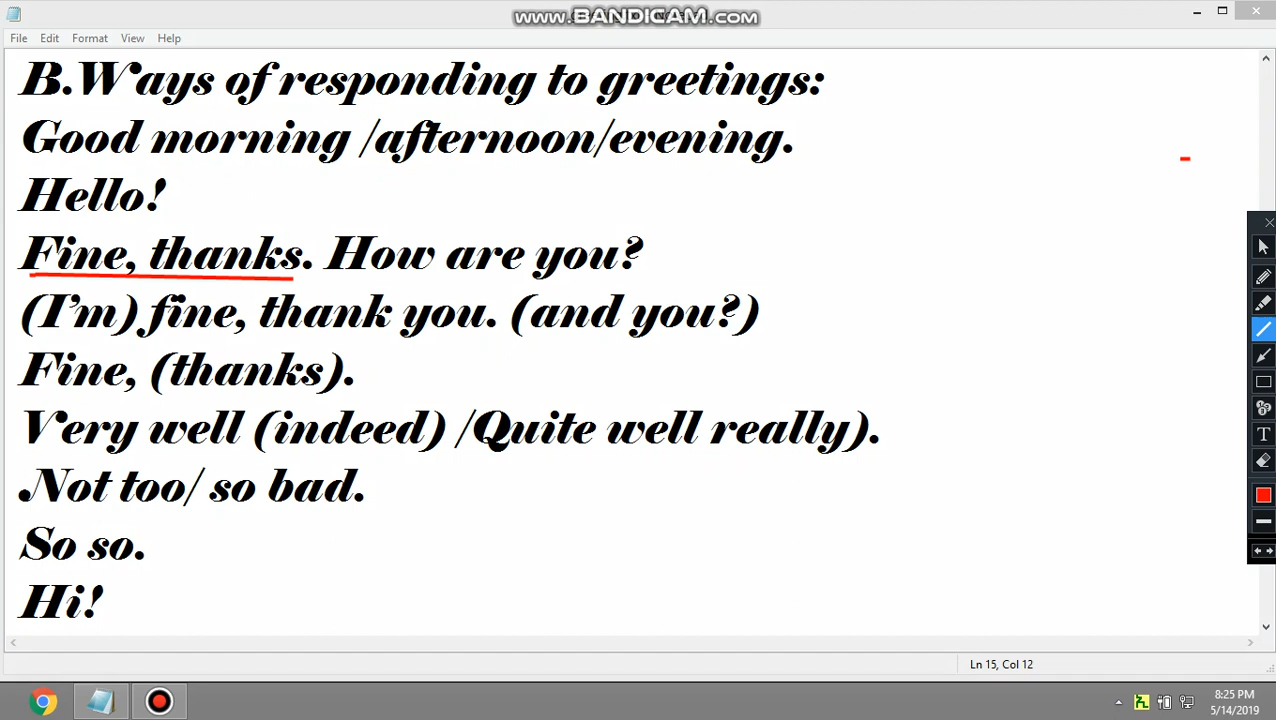 www.BANDICAM.com
File Edit Format View Help
B.Ways of responding to greetings:
Good morning /afternoon/evening.
Hello!
Fine, thanks. How are you?
(I'm) fine, thank you. (and you?)
Fine, (thanks).
Very well (indeed) /Quite well really).
Not too/ so bad.
So so.
Hi!
Ln 15, Col 12
8:25 PM
5/14/2019